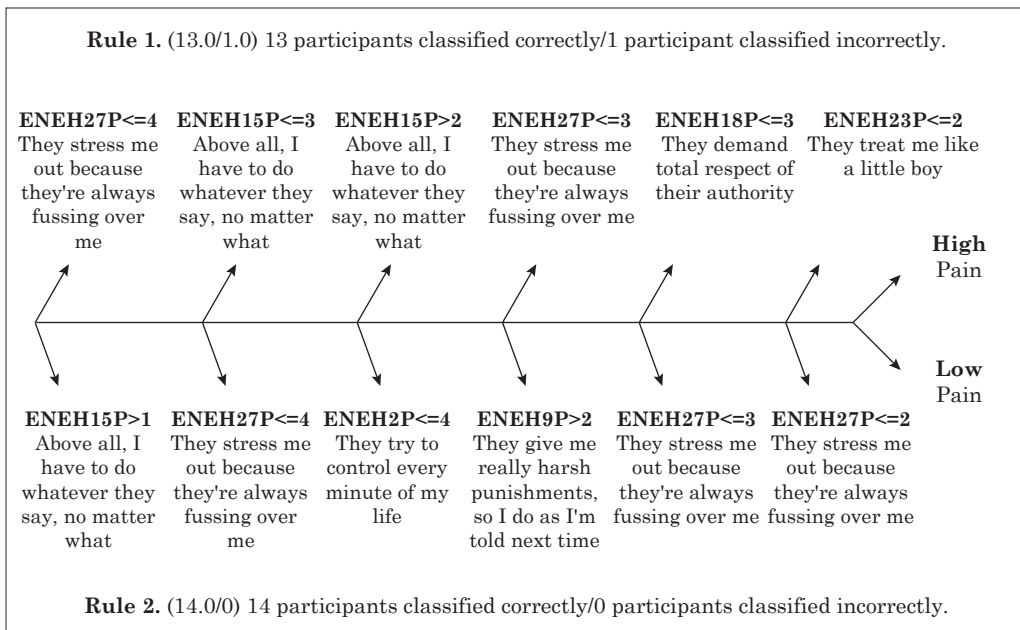 Rule 1. (13.0/1.0) 13 participants classified correctly/1 participant classified incorrectly.
ENEH27P<=4
They stress me
out because
they're always
fussing over
me
ENEH15P<=3
Above all, I
have to do
whatever they
say, no matter
what
ENEH15P>2
Above all, I
have to do
whatever they
say, no matter
what
ENEH27P<=3
They stress me
out because
they're always
fussing over me
ENEH18P<=3
They demand
total respect of
their authority
ENEH23P<=2
They treat me like
a little boy
High
Pain
Low
Pain
ENEH15P>1
Above all, I
have to do
whatever they
say, no matter
what
ENEH27P<=4
They stress me
out because
they're always
fussing over
me
ENEH2P<=4
They try to
control every
minute of my
life
ENEH9P>2
They give me
really harsh
punishments,
so I do as I'm
told next time
ENEH27P<=3
They stress me
out because
they're always
fussing over me
ENEH27P<=2
They stress me
out because
they're always
fussing over me
Rule 2. (14.0/0) 14 participants classified correctly/0 participants classified incorrectly.